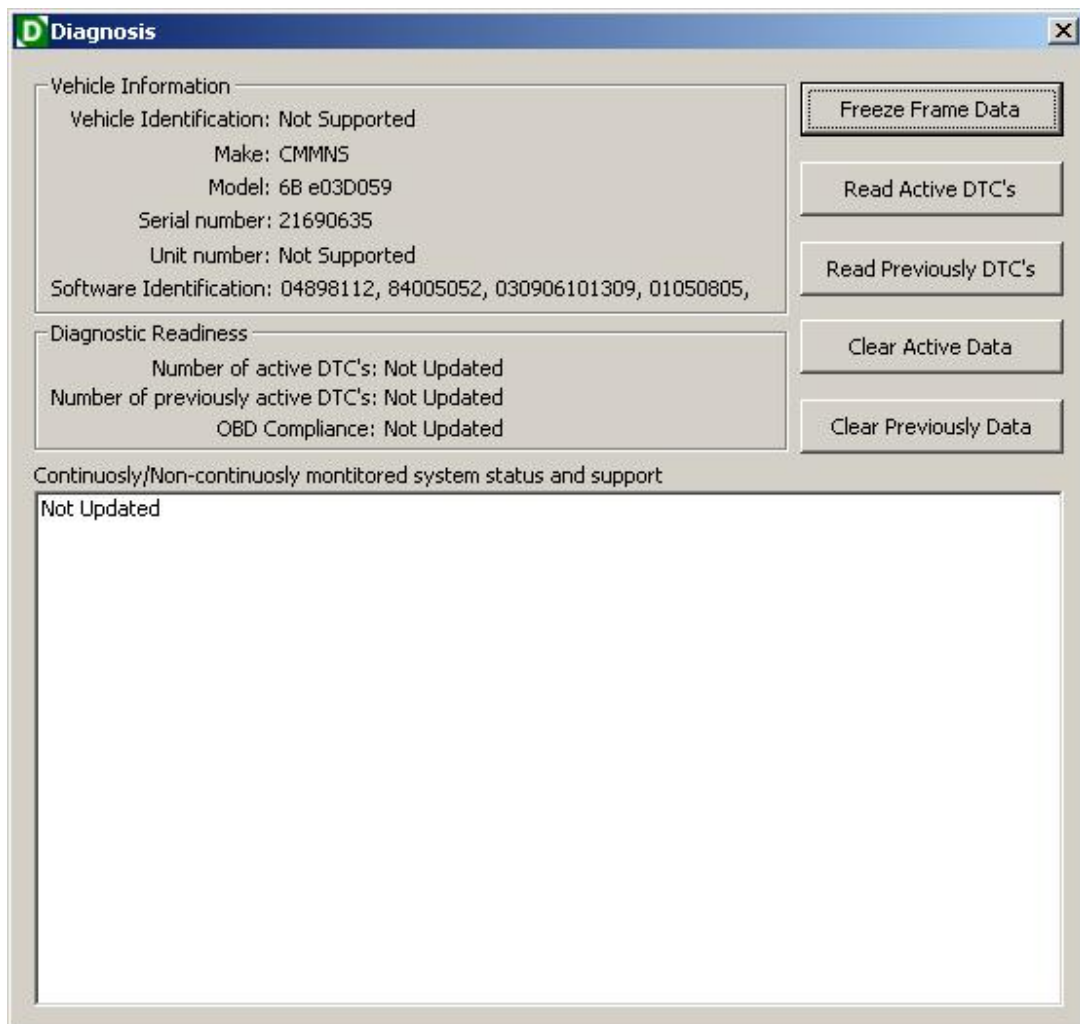 Diagnosis
Vehicle Information
Vehicle Identification: Not Supported
Make: CMMNS
Model: 6B e03D059
Serial number: 21690635
Unit number: Not Supported
Software Identification: 04898112, 84005052, 030906101309, 01050805,
Diagnostic Readiness
Number of active DTC's: Not Updated
Number of previously active DTC's: Not Updated
OBD Compliance: Not Updated
Freeze Frame Data
Read Active DTC's
Read Previously DTC's
Clear Active Data
Clear Previously Data
Continuosly/Non-continuosly montitored system status and support
Not Updated